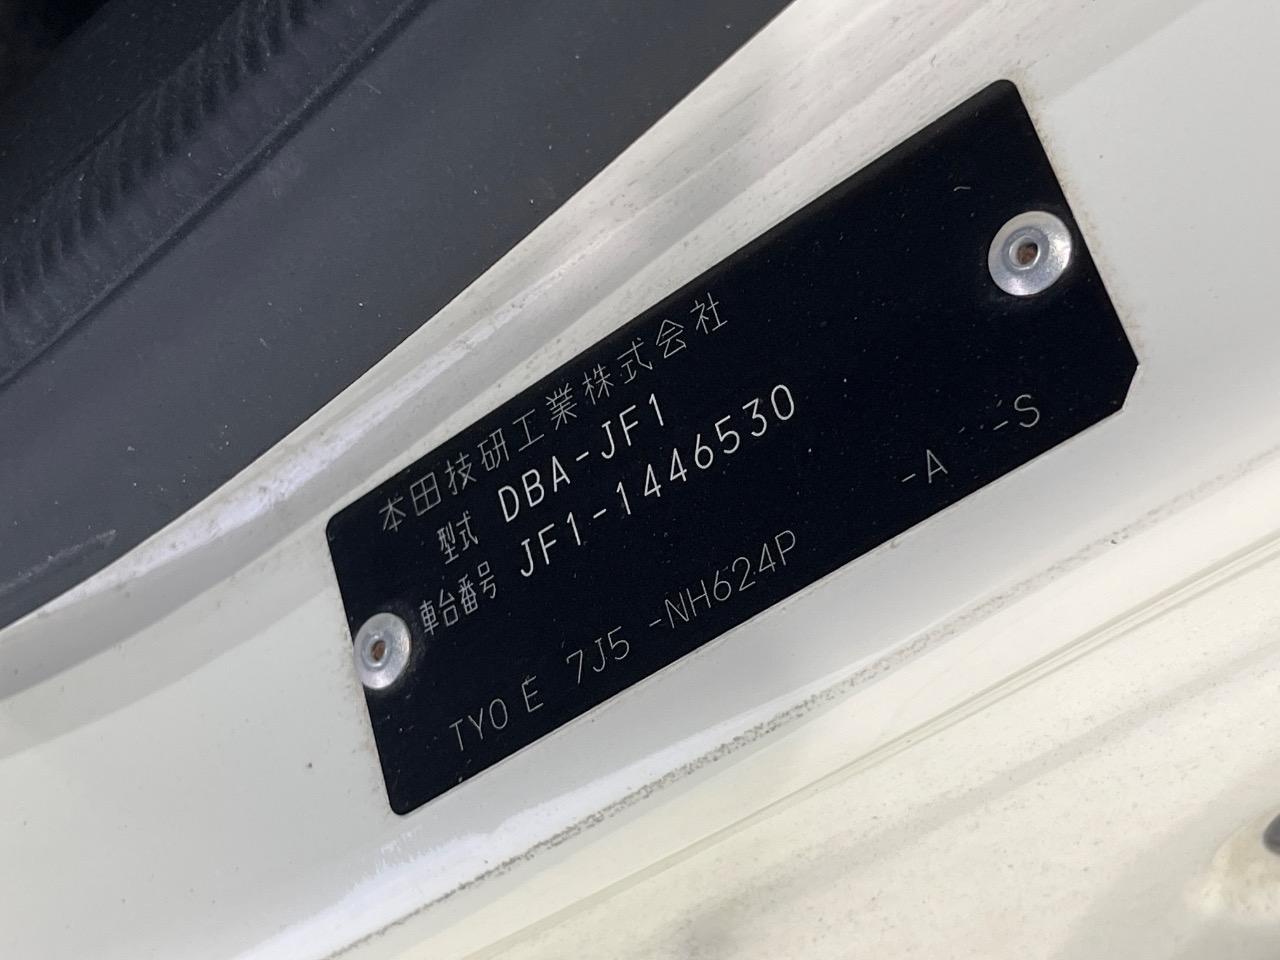 本田技研工業株式会社
型式 DBA-JF1
車台番号 JF1-1446530
TYO E 7J5 -NH624P -A -S